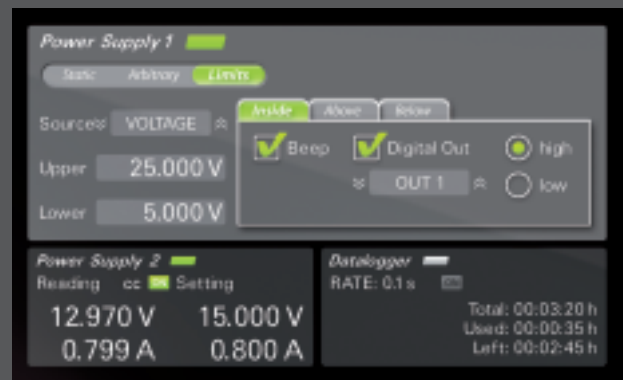 Power Supply 1
Static Arbitrary Limits
Source VOLTAGE
Upper 25.000 V
Lower 5.000 V
Inside Above Below
Beep Digital Out high
OUT 1 low
Power Supply 2
Reading cc ON Setting
12.970 V 15.000 V
0.799 A 0.800 A
Datalogger
RATE: 0.1 s
Total: 00:03:20 h
Used: 00:00:35 h
Left: 00:02:45 h